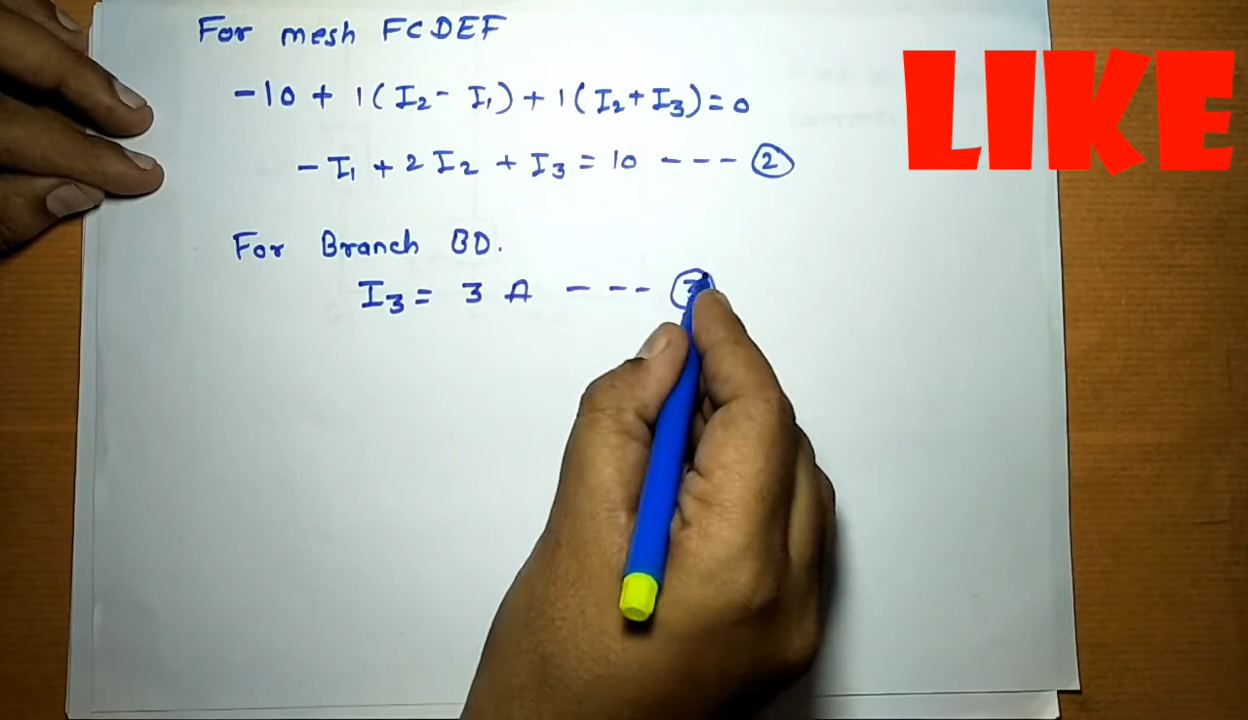 For mesh FCDEF
-10 + 1(I₂ - I₁) + 1(I₂ + I₃) = 0
- I₁ + 2 I₂ + I₃ = 10 --- ②
For Branch BD.
I₃ = 3 A --- ③
LIKE